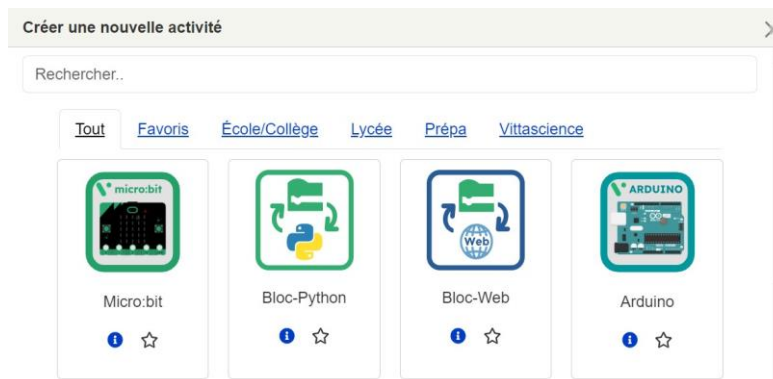 Créer une nouvelle activité
Rechercher..
Tout Favoris École/Collège Lycée Prépa Vittascience
micro:bit Web ARDUINO
Micro:bit Bloc-Python Bloc-Web Arduino